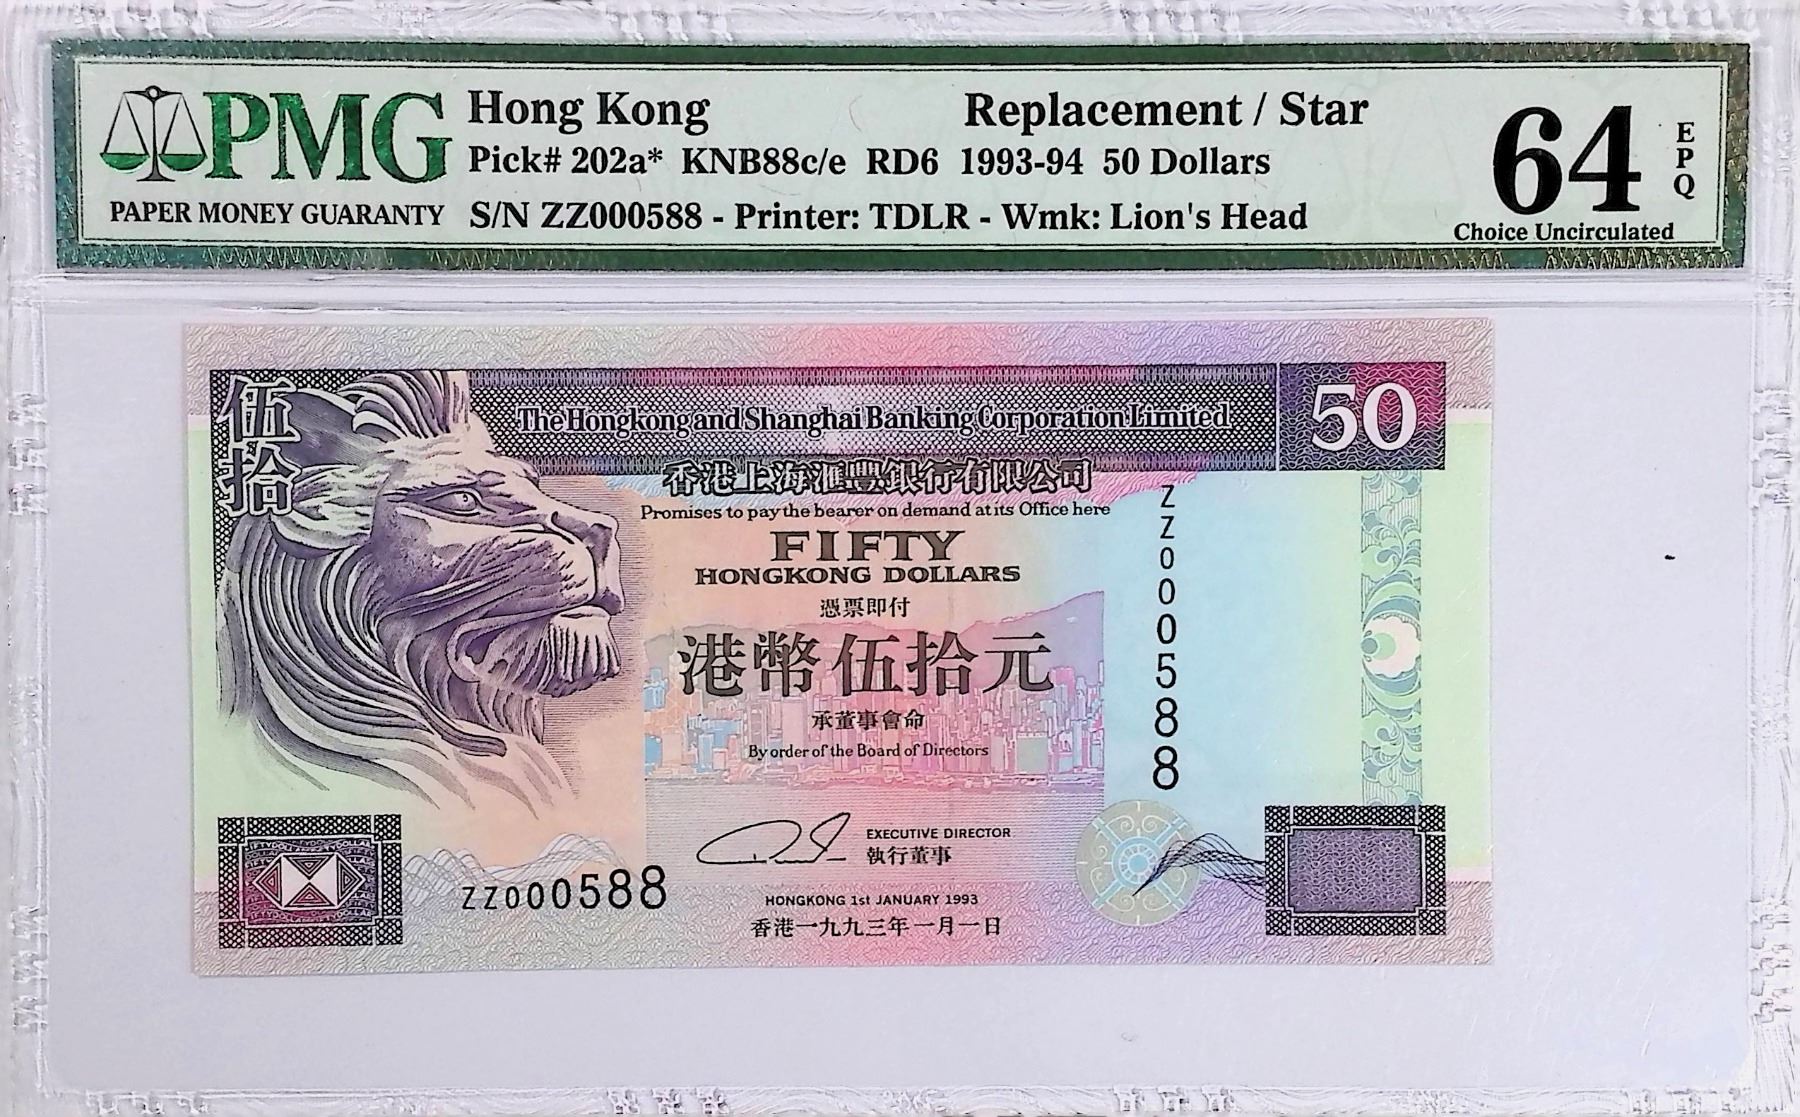 PMG
PAPER MONEY GUARANTY
Hong Kong Replacement / Star
Pick# 202a* KNB88c/e RD6 1993-94 50 Dollars
S/N ZZ000588 - Printer: TDLR - Wmk: Lion's Head
64
EPQ
Choice Uncirculated
伍拾
The Hongkong and Shanghai Banking Corporation Limited
50
香港上海滙豐銀行有限公司
Promises to pay the bearer on demand at its Office here
FIFTY
HONGKONG DOLLARS
憑票即付
港幣伍拾元
承董事會命
By order of the Board of Directors
ZZ000588
EXECUTIVE DIRECTOR
執行董事
ZZ000588
HONGKONG 1st JANUARY 1993
香港一九九三年一月一日